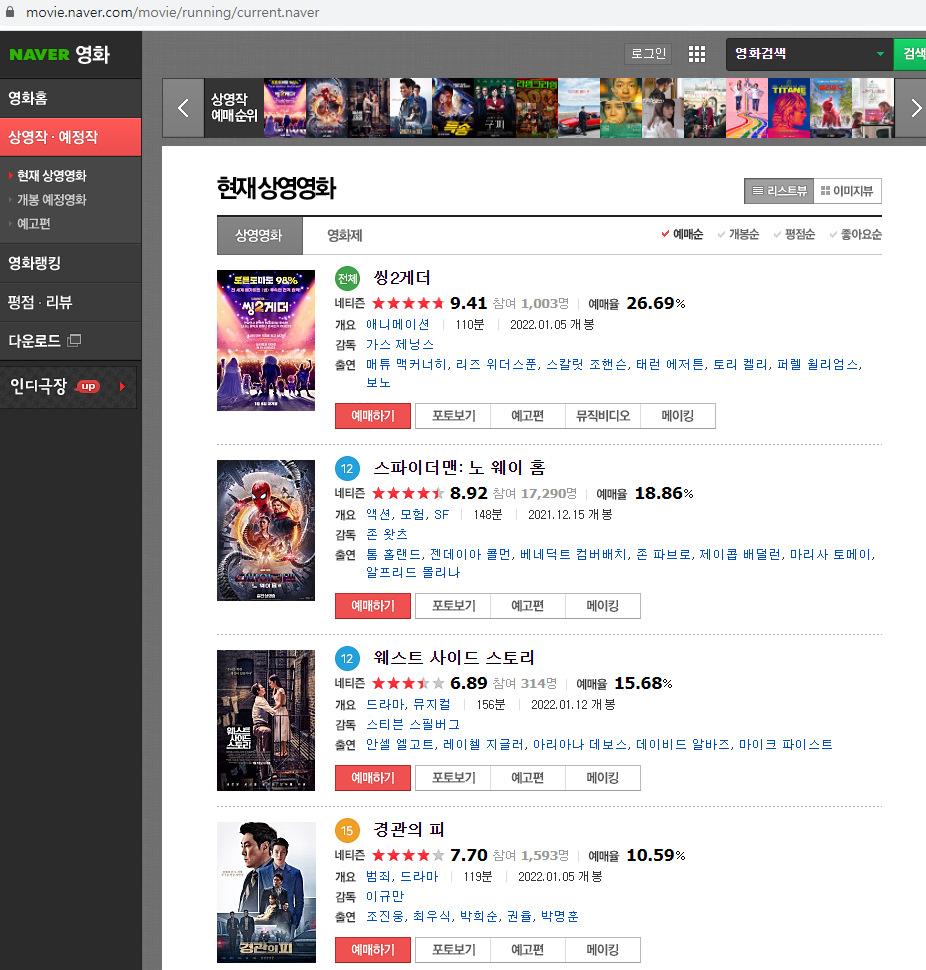 movie.naver.com/movie/running/current.naver
NAVER 영화
로그인
영화검색
검색
영화홈
상영작 · 예정작
현재 상영영화
개봉 예정영화
예고편
영화랭킹
평점 · 리뷰
다운로드
인디극장 up
상영작
예매순위
TITANE
현재 상영영화
리스트뷰 이미지뷰
상영영화 영화제
예매순 개봉순 평점순 좋아요순
로튼토마토 98%
씽2게더
전체 씽2게더
네티즌 9.41 참여 1,003명 예매율 26.69%
개요 애니메이션 110분 2022.01.05 개봉
감독 가스 제닝스
출연 매튜 맥커너히, 리즈 위더스푼, 스칼릿 조핸슨, 태런 에저튼, 토리 켈리, 퍼렐 윌리엄스,
보노
예매하기 포토보기 예고편 뮤직비디오 메이킹
스파이더맨
노 웨이 홈
12 스파이더맨: 노 웨이 홈
네티즌 8.92 참여 17,290명 예매율 18.86%
개요 액션, 모험, SF 148분 2021.12.15 개봉
감독 존 왓츠
출연 톰 홀랜드, 젠데이아 콜먼, 베네딕트 컴버배치, 존 파브로, 제이콥 배덜런, 마리사 토메이,
알프리드 몰리나
예매하기 포토보기 예고편 메이킹
웨스트
사이드
스토리
12 웨스트 사이드 스토리
네티즌 6.89 참여 314명 예매율 15.68%
개요 드라마, 뮤지컬 156분 2022.01.12 개봉
감독 스티븐 스필버그
출연 안셀 엘고트, 레이첼 지글러, 아리아나 데보스, 데이비드 알바즈, 마이크 파이스트
예매하기 포토보기 예고편 메이킹
경관의 피
15 경관의 피
네티즌 7.70 참여 1,593명 예매율 10.59%
개요 범죄, 드라마 119분 2022.01.05 개봉
감독 이규만
출연 조진웅, 최우식, 박희순, 권율, 박명훈
예매하기 포토보기 예고편 메이킹